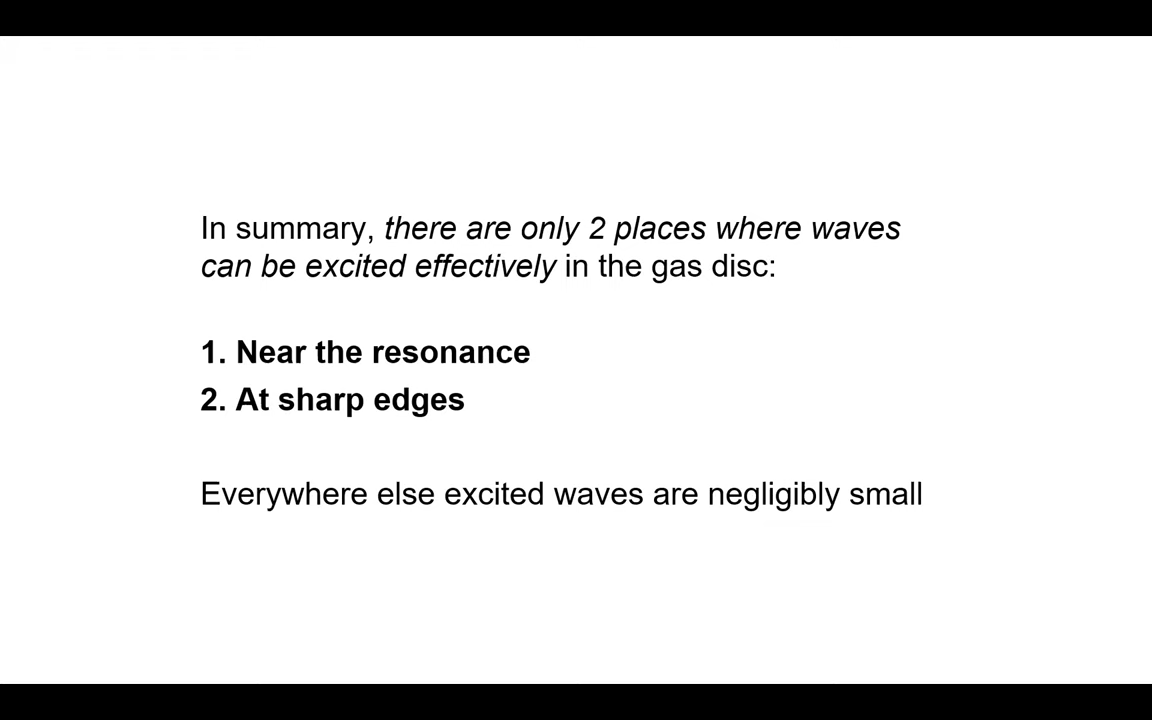 In summary, there are only 2 places where waves
can be excited effectively in the gas disc:
1. Near the resonance
2. At sharp edges
Everywhere else excited waves are negligibly small